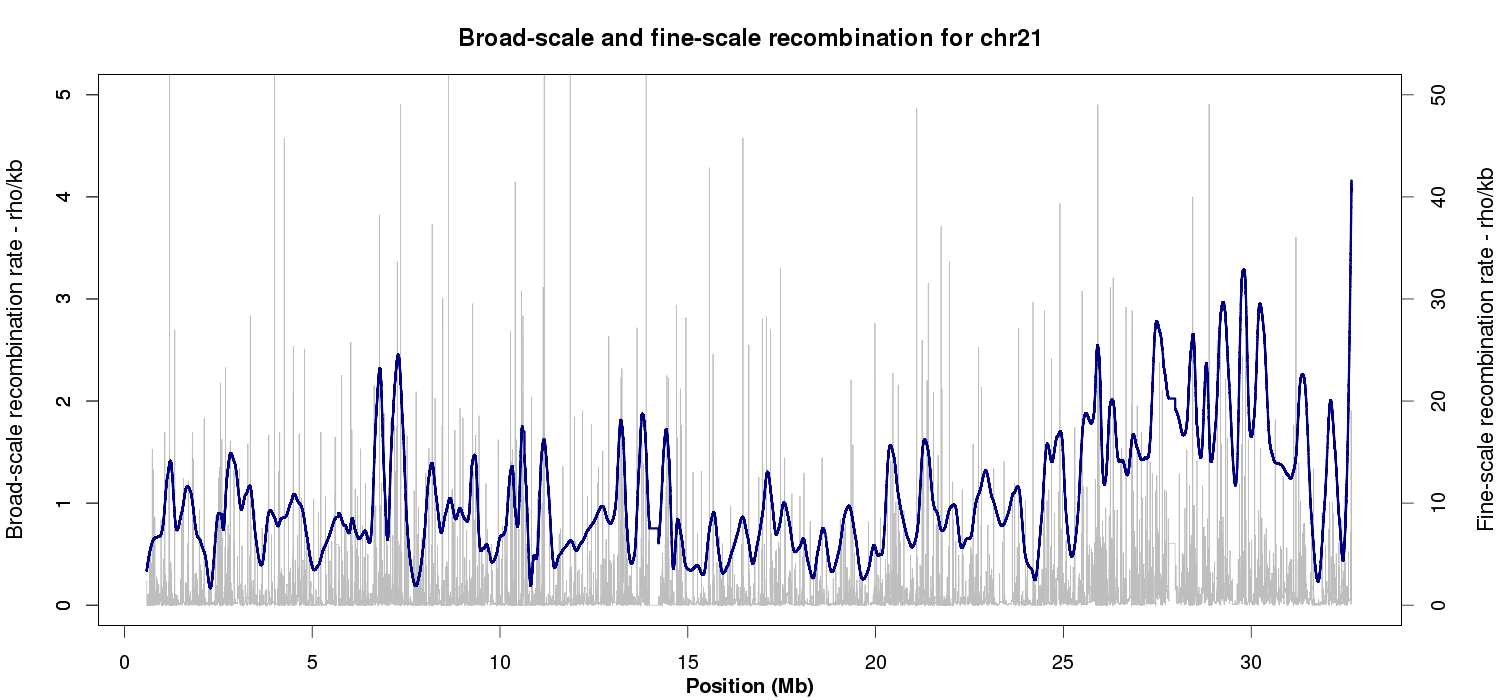 Broad-scale and fine-scale recombination for chr21
Broad-scale recombination rate - rho/kb
5
4
3
2
1
0
50
40
30
20
10
0
Fine-scale recombination rate - rho/kb
0 5 10 15 20 25 30
Position (Mb)